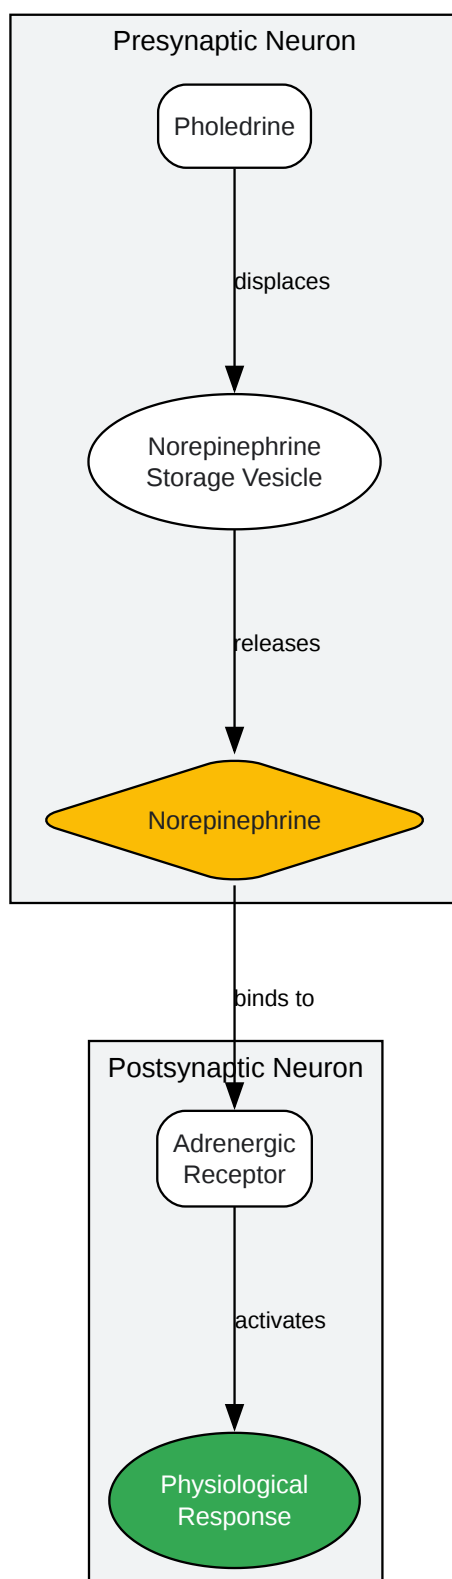 Presynaptic Neuron
Pholedrine
displaces
Norepinephrine
Storage Vesicle
releases
Norepinephrine
binds to
Postsynaptic Neuron
Adrenergic
Receptor
activates
Physiological
Response